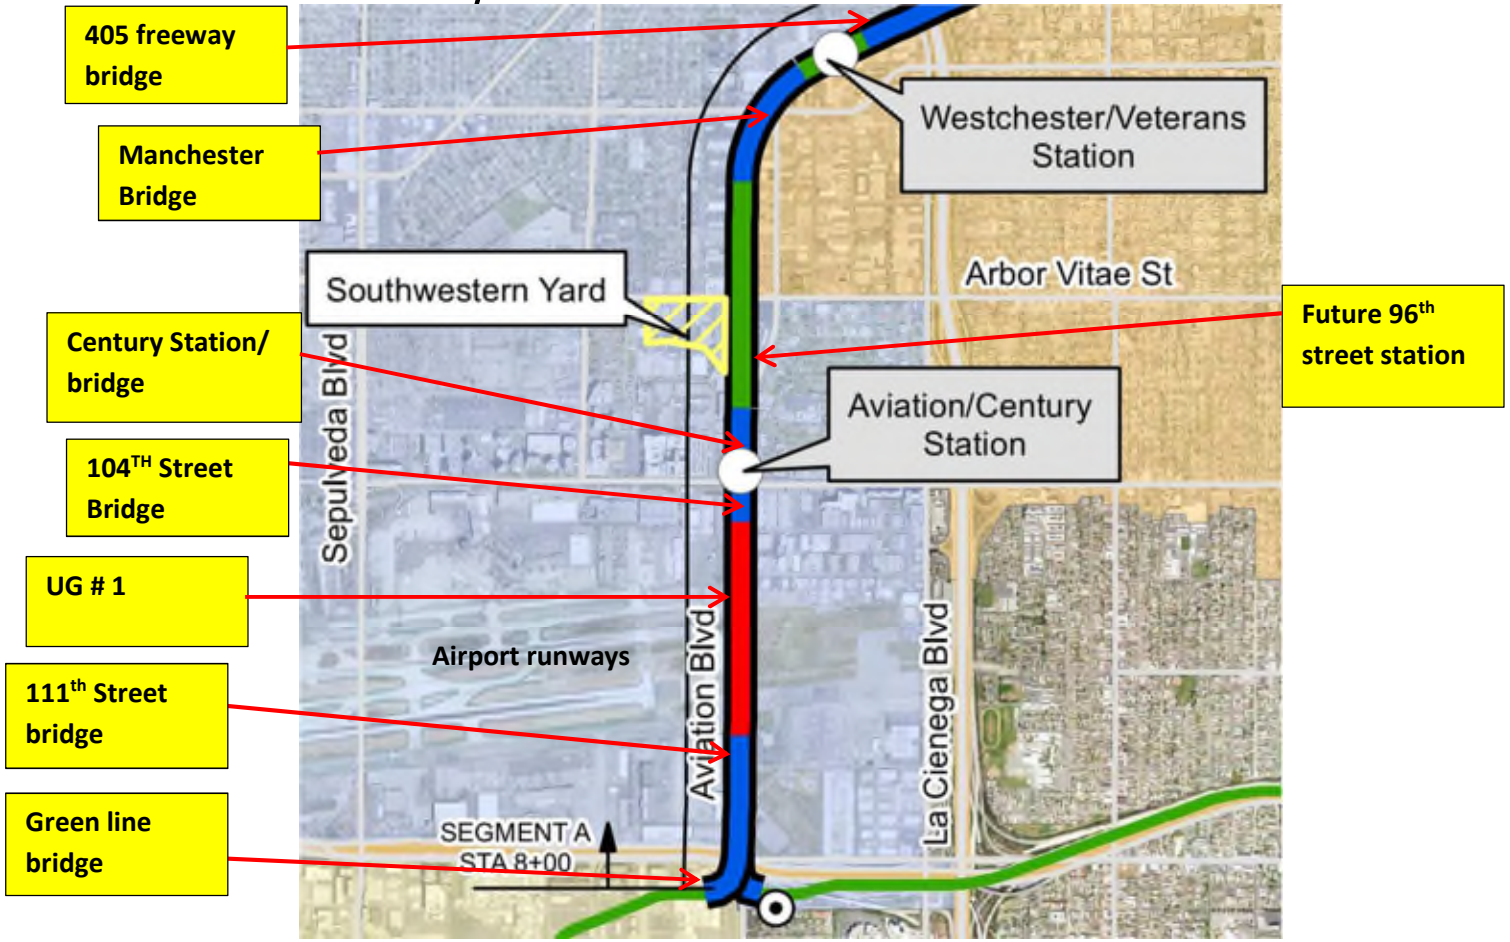 405 freeway
bridge
Manchester
Bridge
Westchester/Veterans
Station
Southwestern Yard
Arbor Vitae St
Century Station/
bridge
Future 96th
street station
Sepulveda Blvd
Aviation/Century
Station
104TH Street
Bridge
UG # 1
Airport runways
Aviation Blvd
La Cienega Blvd
111th Street
bridge
Green line
bridge
SEGMENT A
STA 8+00